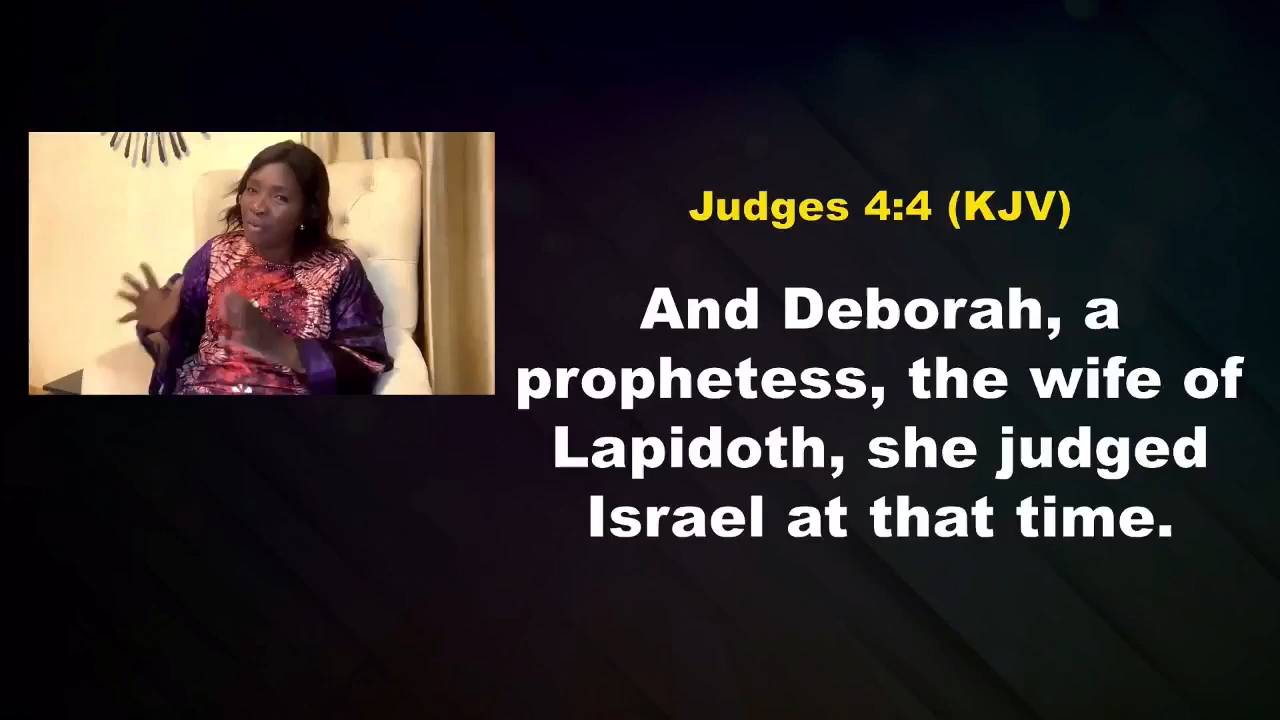 Judges 4:4 (KJV)
And Deborah, a
prophetess, the wife of
Lapidoth, she judged
Israel at that time.